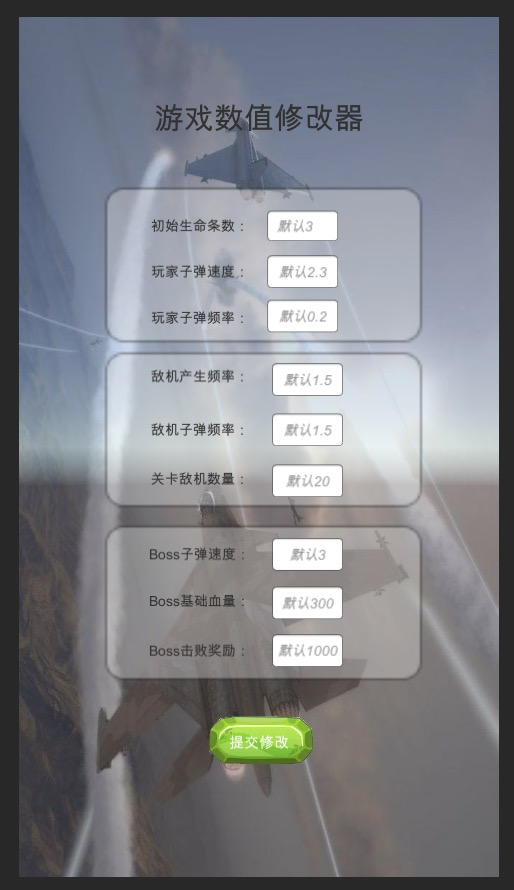 游戏数值修改器
初始生命条数： 默认3
玩家子弹速度： 默认2.3
玩家子弹频率： 默认0.2
敌机产生频率： 默认1.5
敌机子弹频率： 默认1.5
关卡敌机数量： 默认20
Boss子弹速度： 默认3
Boss基础血量： 默认300
Boss击败奖励： 默认1000
提交修改